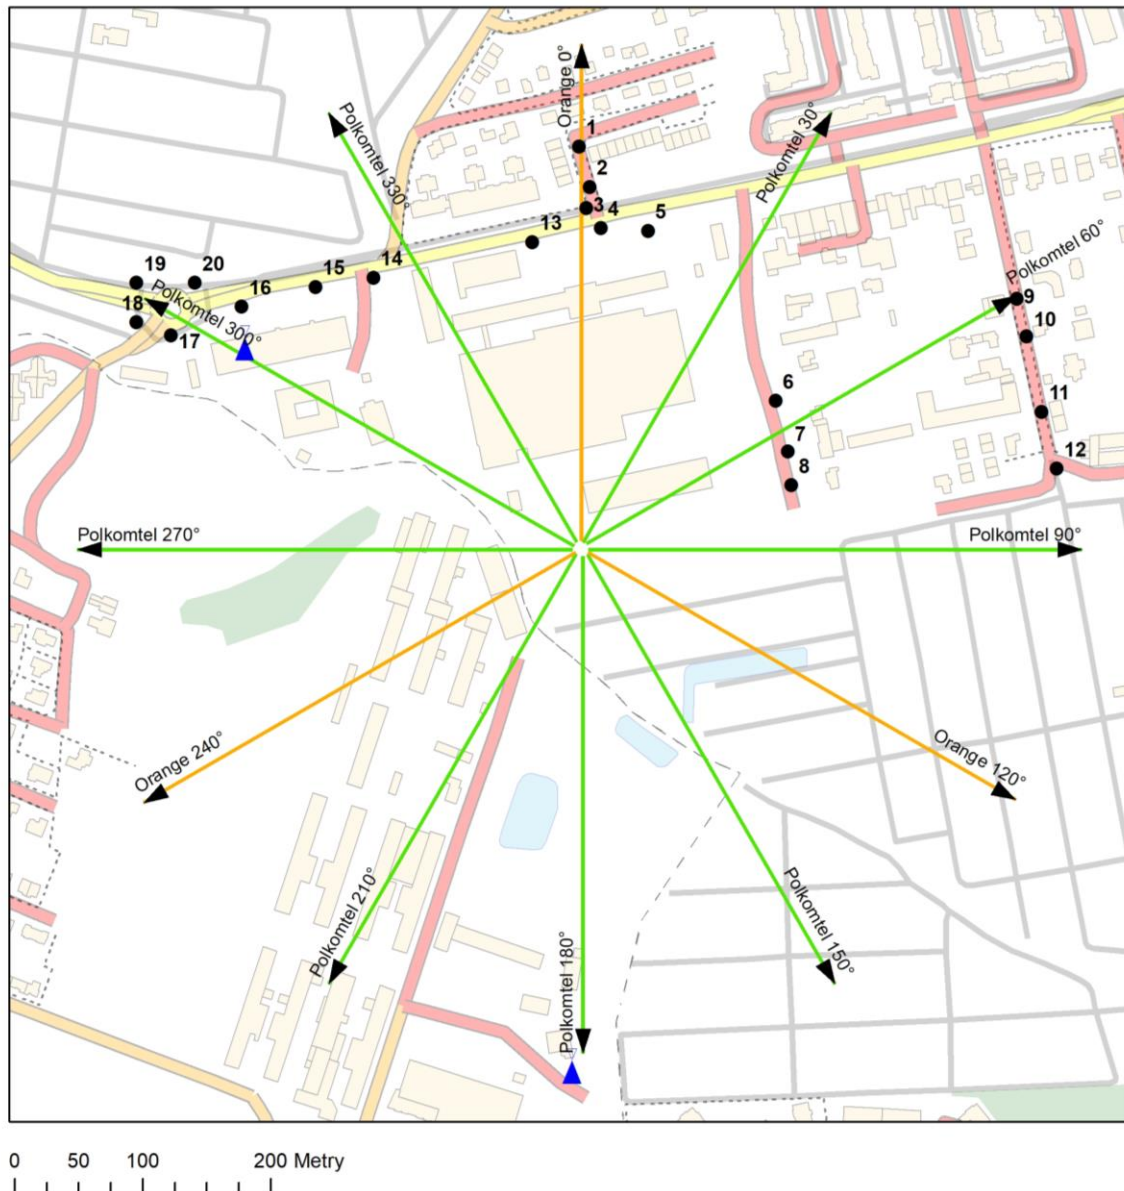 Orange 0°
Polkomtel 330°
Polkomtel 30°
1
2
3
4
5
13
14
15
16
17
18
19
20
Polkomtel 300°
Polkomtel 60°
6
7
8
9
10
11
12
Polkomtel 270°
Polkomtel 90°
Orange 240°
Orange 120°
Polkomtel 210°
Polkomtel 180°
Polkomtel 150°
0 50 100 200 Metry